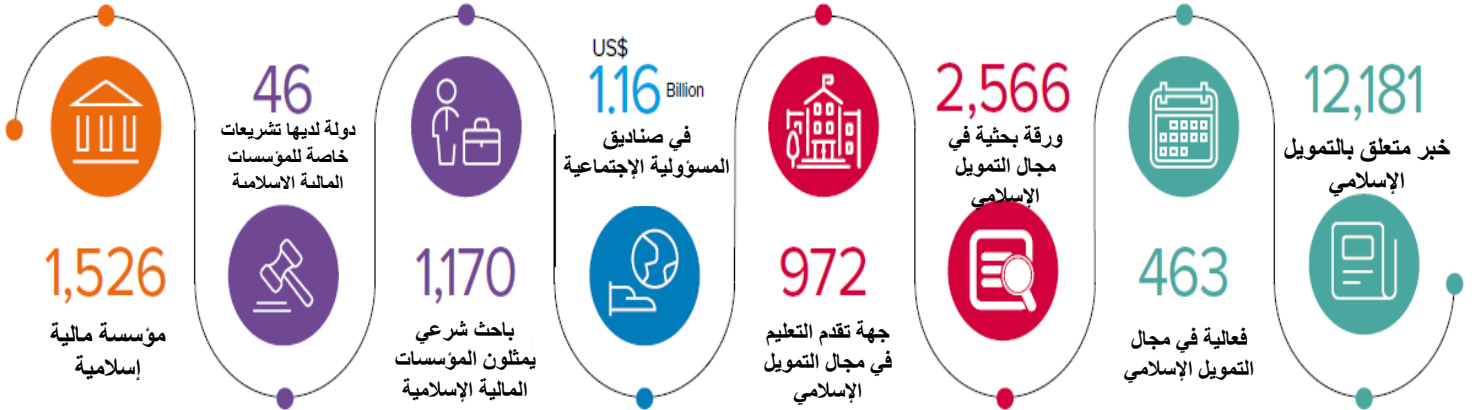 1,526
مؤسسة مالية
إسلامية
46
دولة لديها تشريعات
خاصة للمؤسسات
المالية الاسلامية
1,170
باحث شرعي
يمثلون المؤسسات
المالية الإسلامية
US$
1.16 Billion
في صناديق
المسؤولية الإجتماعية
972
جهة تقدم التعليم
في مجال التمويل
الإسلامي
2,566
ورقة بحثية في
مجال التمويل
الإسلامي
463
فعالية في مجال
التمويل الإسلامي
12,181
خبر متعلق بالتمويل
الإسلامي